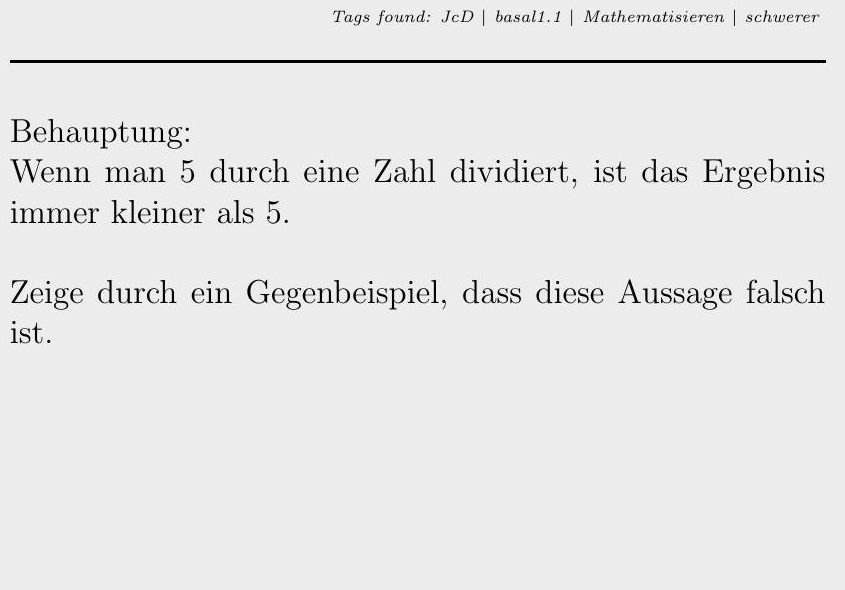 Tags found: JcD | basal1.1 | Mathematisieren | schwerer
Behauptung:
Wenn man 5 durch eine Zahl dividiert, ist das Ergebnis
immer kleiner als 5.
Zeige durch ein Gegenbeispiel, dass diese Aussage falsch
ist.